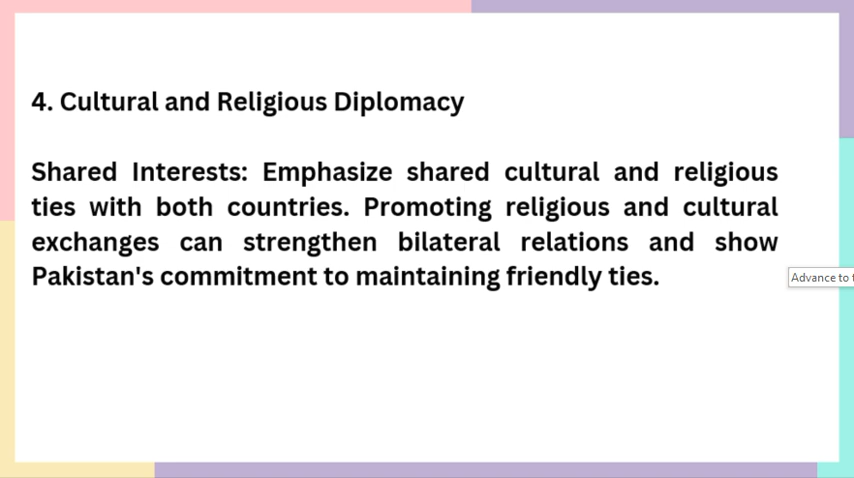 4. Cultural and Religious Diplomacy
Shared Interests: Emphasize shared cultural and religious
ties with both countries. Promoting religious and cultural
exchanges can strengthen bilateral relations and show
Pakistan's commitment to maintaining friendly ties.
Advance to